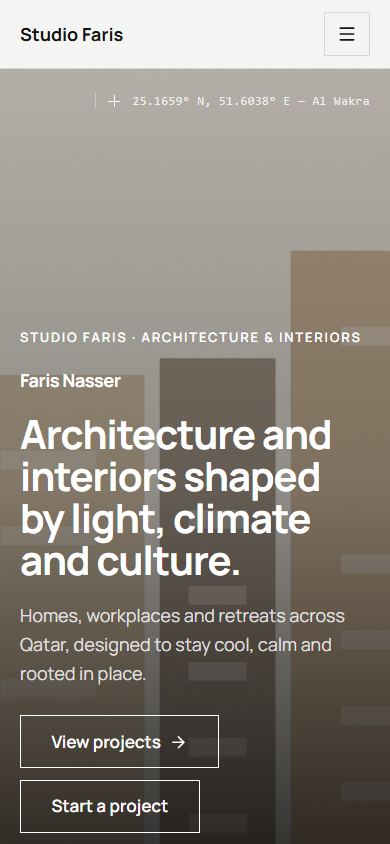 Studio Faris
25.1659° N, 51.6038° E — Al Wakra
STUDIO FARIS · ARCHITECTURE & INTERIORS
Faris Nasser
Architecture and
interiors shaped
by light, climate
and culture.
Homes, workplaces and retreats across
Qatar, designed to stay cool, calm and
rooted in place.
View projects →
Start a project